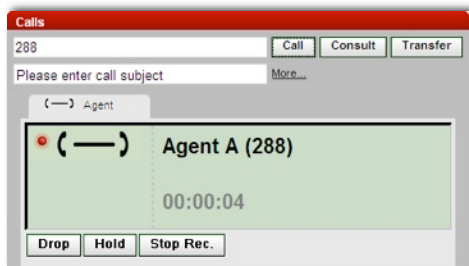 Calls
288
Call Consult Transfer
Please enter call subject
More...
Agent
Agent A (288)
00:00:04
Drop Hold Stop Rec.